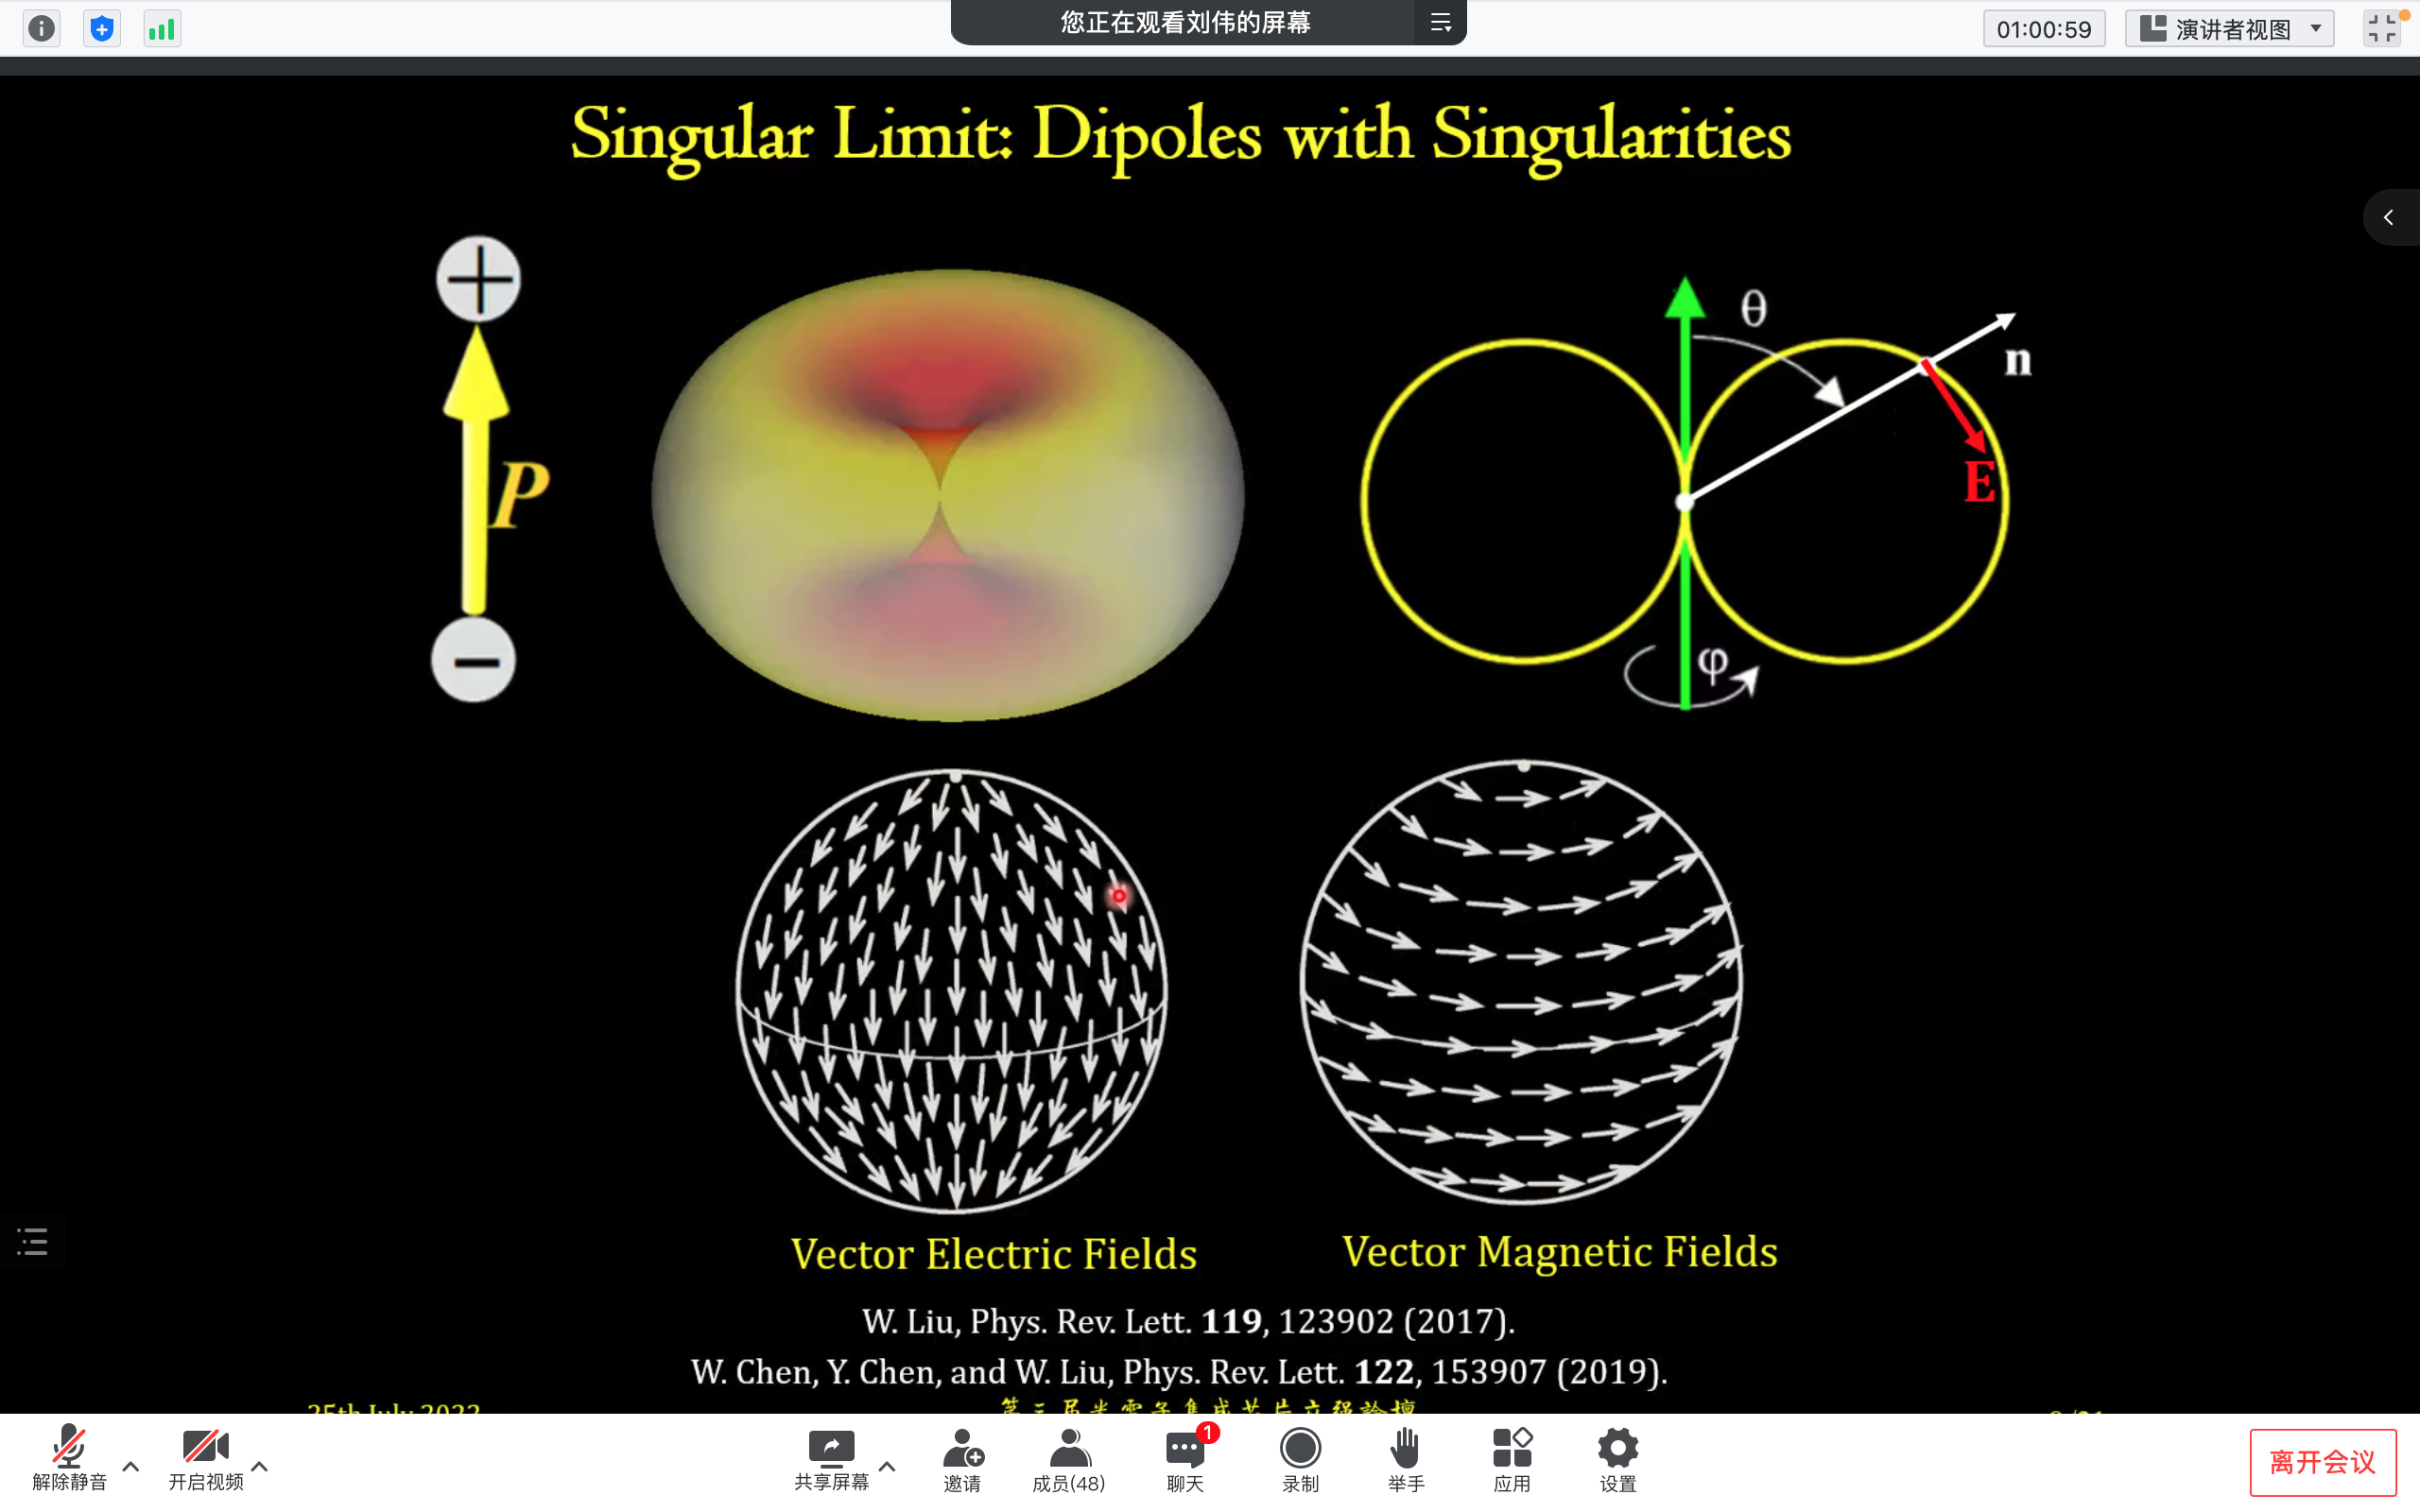 您正在观看刘伟的屏幕
01:00:59
演讲者视图
Singular Limit: Dipoles with Singularities
P
θ
n
E
φ
Vector Electric Fields
Vector Magnetic Fields
W. Liu, Phys. Rev. Lett. 119, 123902 (2017).
W. Chen, Y. Chen, and W. Liu, Phys. Rev. Lett. 122, 153907 (2019).
25th July 2022
解除静音
开启视频
共享屏幕
邀请
成员(48)
1
聊天
录制
举手
应用
设置
离开会议